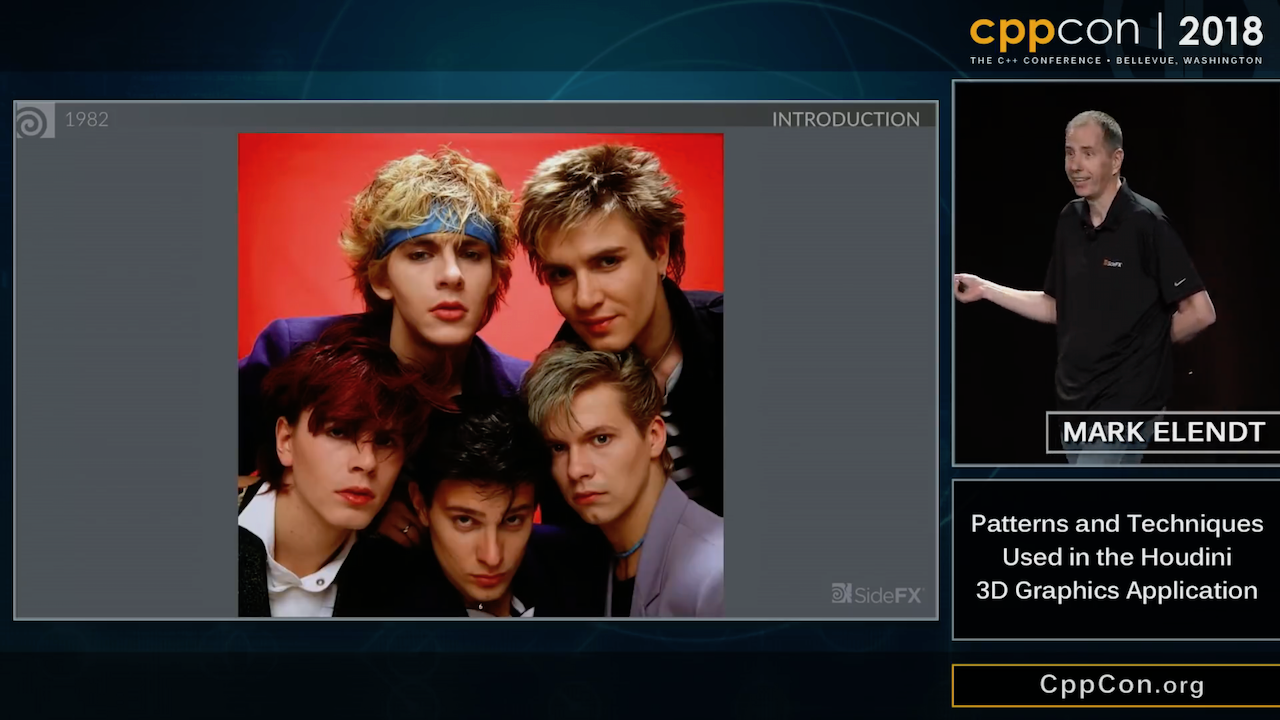 cppcon | 2018
THE C++ CONFERENCE • BELLEVUE, WASHINGTON
1982
INTRODUCTION
SideFX
SideFX
MARK ELENDT
Patterns and Techniques
Used in the Houdini
3D Graphics Application
CppCon.org